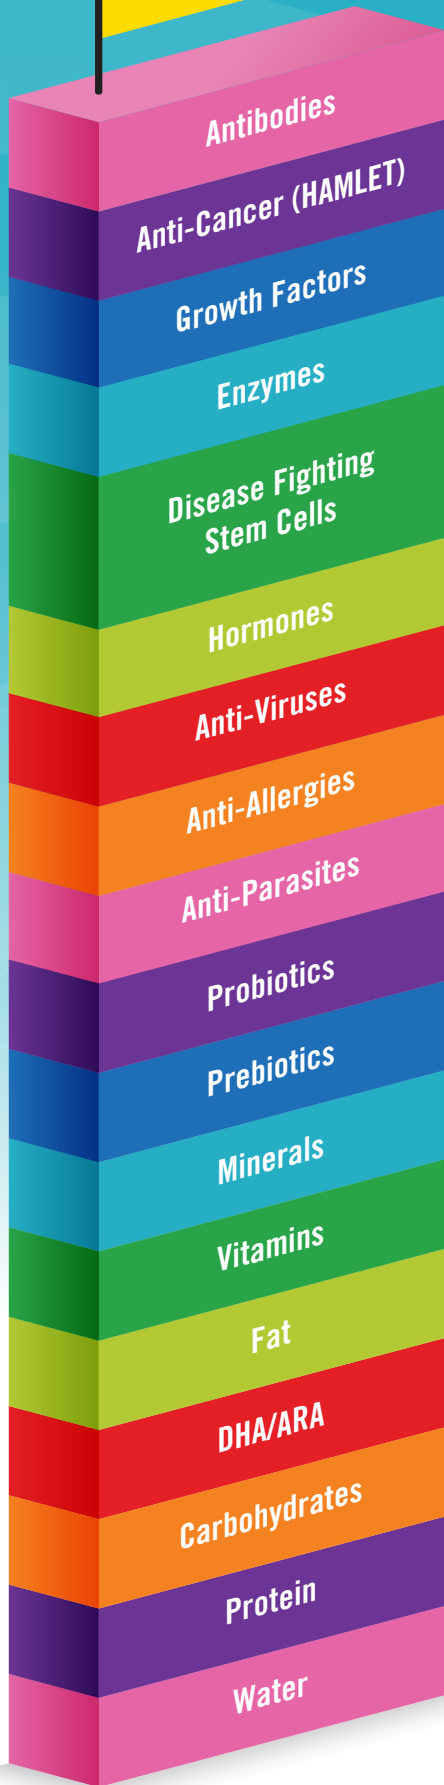 Antibodies
Anti-Cancer (HAMLET)
Growth Factors
Enzymes
Disease Fighting
Stem Cells
Hormones
Anti-Viruses
Anti-Allergies
Anti-Parasites
Probiotics
Prebiotics
Minerals
Vitamins
Fat
DHA/ARA
Carbohydrates
Protein
Water